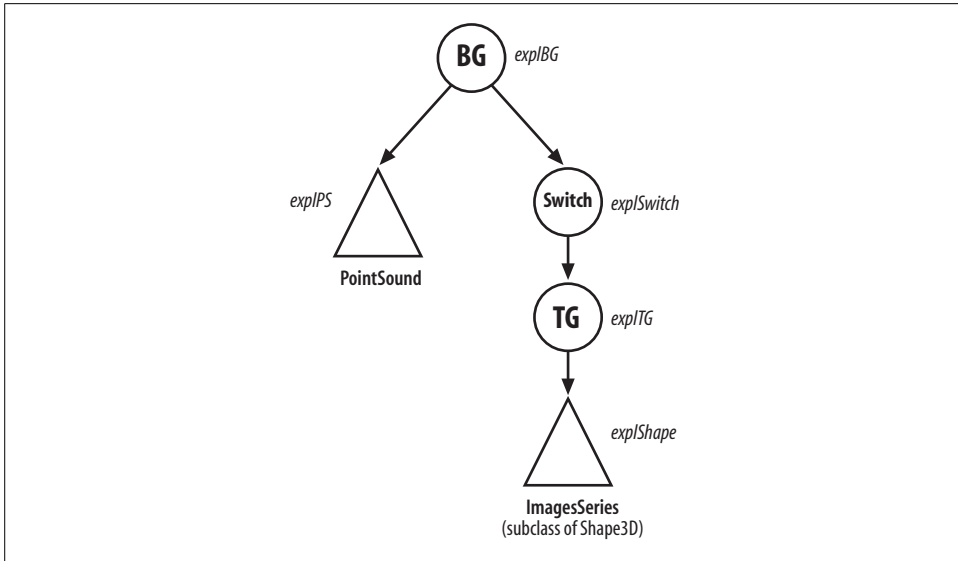 BG
explBG
explPS
PointSound
Switch
explSwitch
TG
explTG
explShape
ImagesSeries
(subclass of Shape3D)